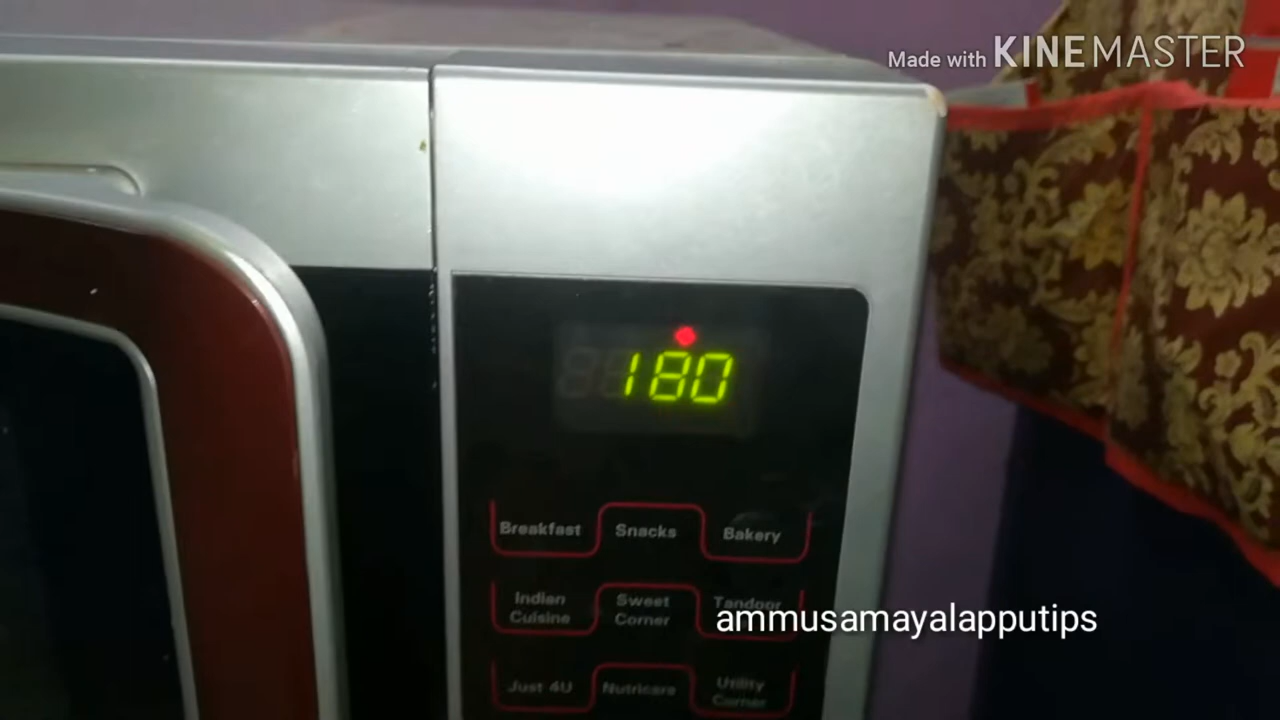 Made with KINEMASTER
180
Breakfast Snacks Bakery
Indian Cuisine Sweet Corner Tandoor
ammusamayalapputips
Just 4U Nutricare Utility Corner